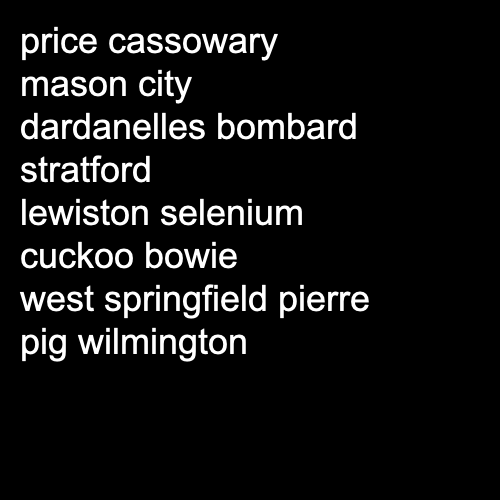 price cassowary
mason city
dardanelles bombard
stratford
lewiston selenium
cuckoo bowie
west springfield pierre
pig wilmington